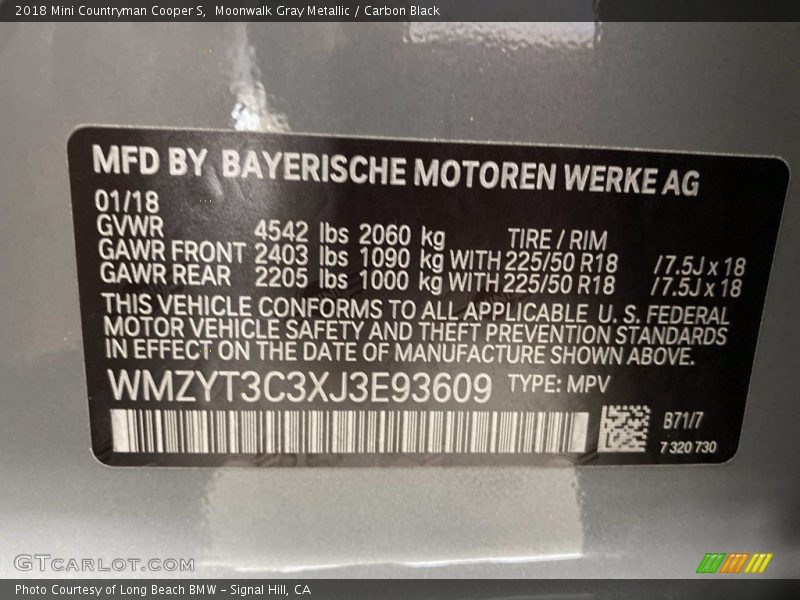 2018 Mini Countryman Cooper S,  Moonwalk Gray Metallic / Carbon Black
MFD BY BAYERISCHE MOTOREN WERKE AG
01/18
GVWR 4542 lbs 2060 kg TIRE / RIM
GAWR FRONT 2403 lbs 1090 kg WITH 225/50 R18 /7.5J x 18
GAWR REAR 2205 lbs 1000 kg WITH 225/50 R18 /7.5J x 18
THIS VEHICLE CONFORMS TO ALL APPLICABLE U. S. FEDERAL
MOTOR VEHICLE SAFETY AND THEFT PREVENTION STANDARDS
IN EFFECT ON THE DATE OF MANUFACTURE SHOWN ABOVE.
WMZYT3C3XJ3E93609 TYPE: MPV
B71/7
7 320 730
GTCARLOT.COM
Photo Courtesy of Long Beach BMW - Signal Hill, CA